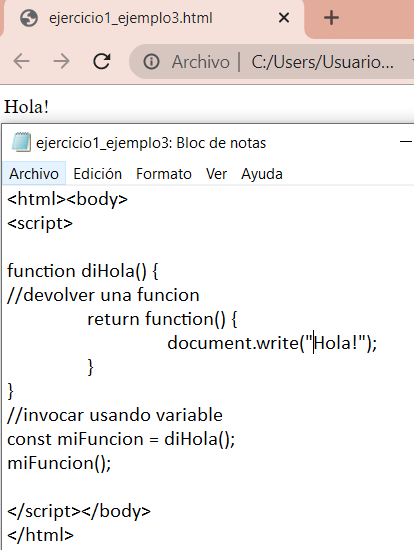 ejercicio1_ejemplo3.html
Archivo | C:/Users/Usuario...
Hola!
ejercicio1_ejemplo3: Bloc de notas
Archivo Edición Formato Ver Ayuda
<html><body>
<script>
function diHola() {
//devolver una funcion
return function() {
document.write("Hola!");
}
}
//invocar usando variable
const miFuncion = diHola();
miFuncion();
</script></body>
</html>